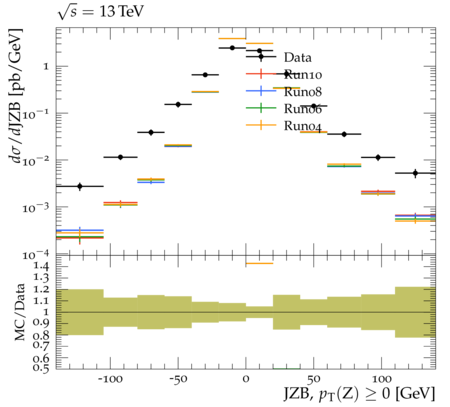 √s = 13 TeV
dσ/dJZB [pb/GeV]
1
10⁻¹
10⁻²
10⁻³
10⁻⁴
Data
Run10
Run08
Run06
Run04
MC/Data
1.4
1.3
1.2
1.1
1
0.9
0.8
0.7
0.6
0.5
-100 -50 0 50 100
JZB, p_T(Z) ≥ 0 [GeV]